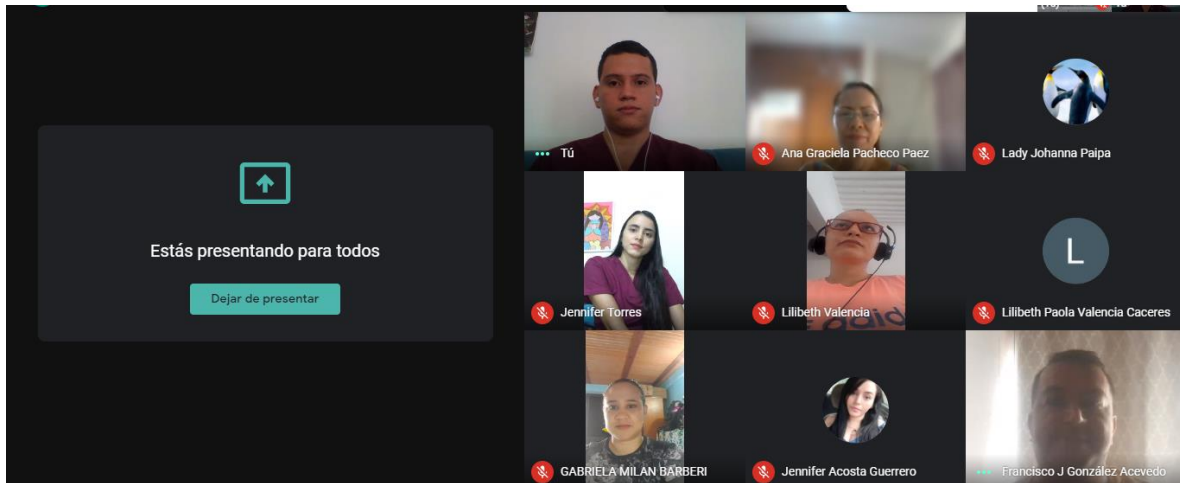 Estás presentando para todos
Dejar de presentar
Tú
Ana Graciela Pacheco Paez
Lady Johanna Paipa
Jennifer Torres
Lilibeth Valencia
L
Lilibeth Paola Valencia Caceres
GABRIELA MILAN BARBERI
Jennifer Acosta Guerrero
Francisco J González Acevedo